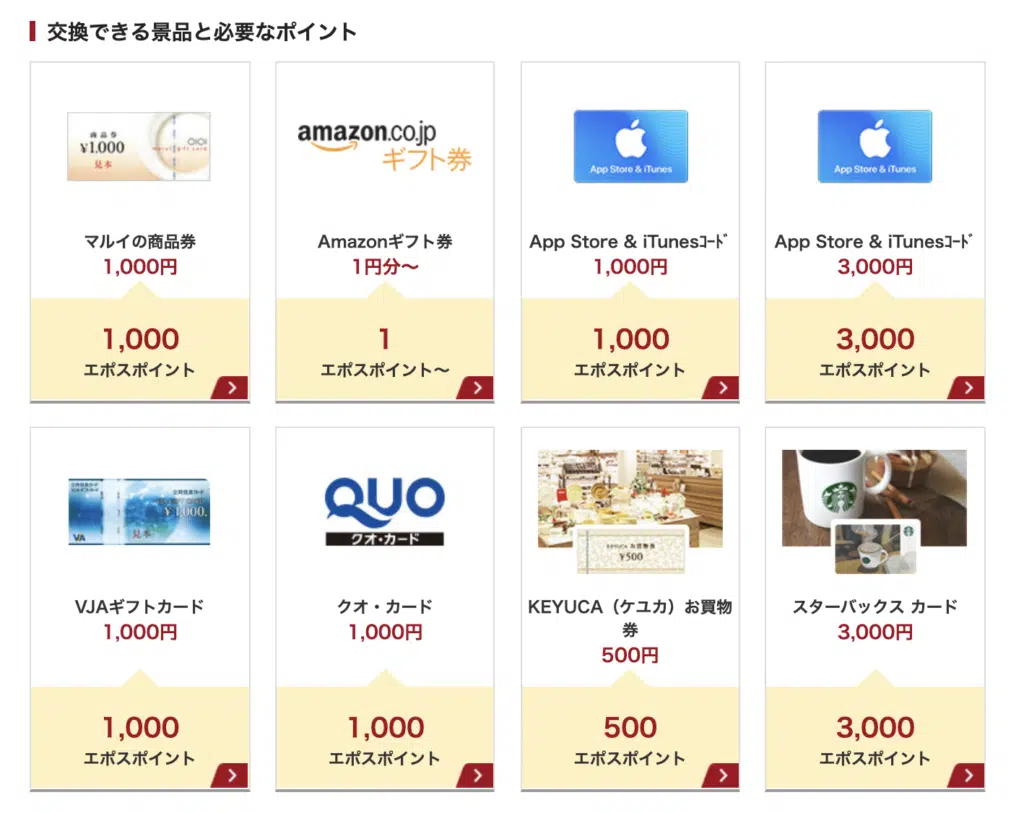 交換できる景品と必要なポイント
商品券
¥1,000
見本
OIOI
マルイの商品券
1,000円
1,000
エポスポイント
amazon.co.jp
ギフト券
Amazonギフト券
1円分〜
1
エポスポイント〜
App Store & iTunes
App Store & iTunesｺｰﾄﾞ
1,000円
1,000
エポスポイント
App Store & iTunes
App Store & iTunesｺｰﾄﾞ
3,000円
3,000
エポスポイント
¥1,000.
見本
VJA
VJAギフトカード
1,000円
1,000
エポスポイント
QUO
クオ・カード
クオ・カード
1,000円
1,000
エポスポイント
KEYUCA お買物券
¥500
KEYUCA（ケユカ）お買物
券
500円
500
エポスポイント
スターバックス カード
3,000円
3,000
エポスポイント